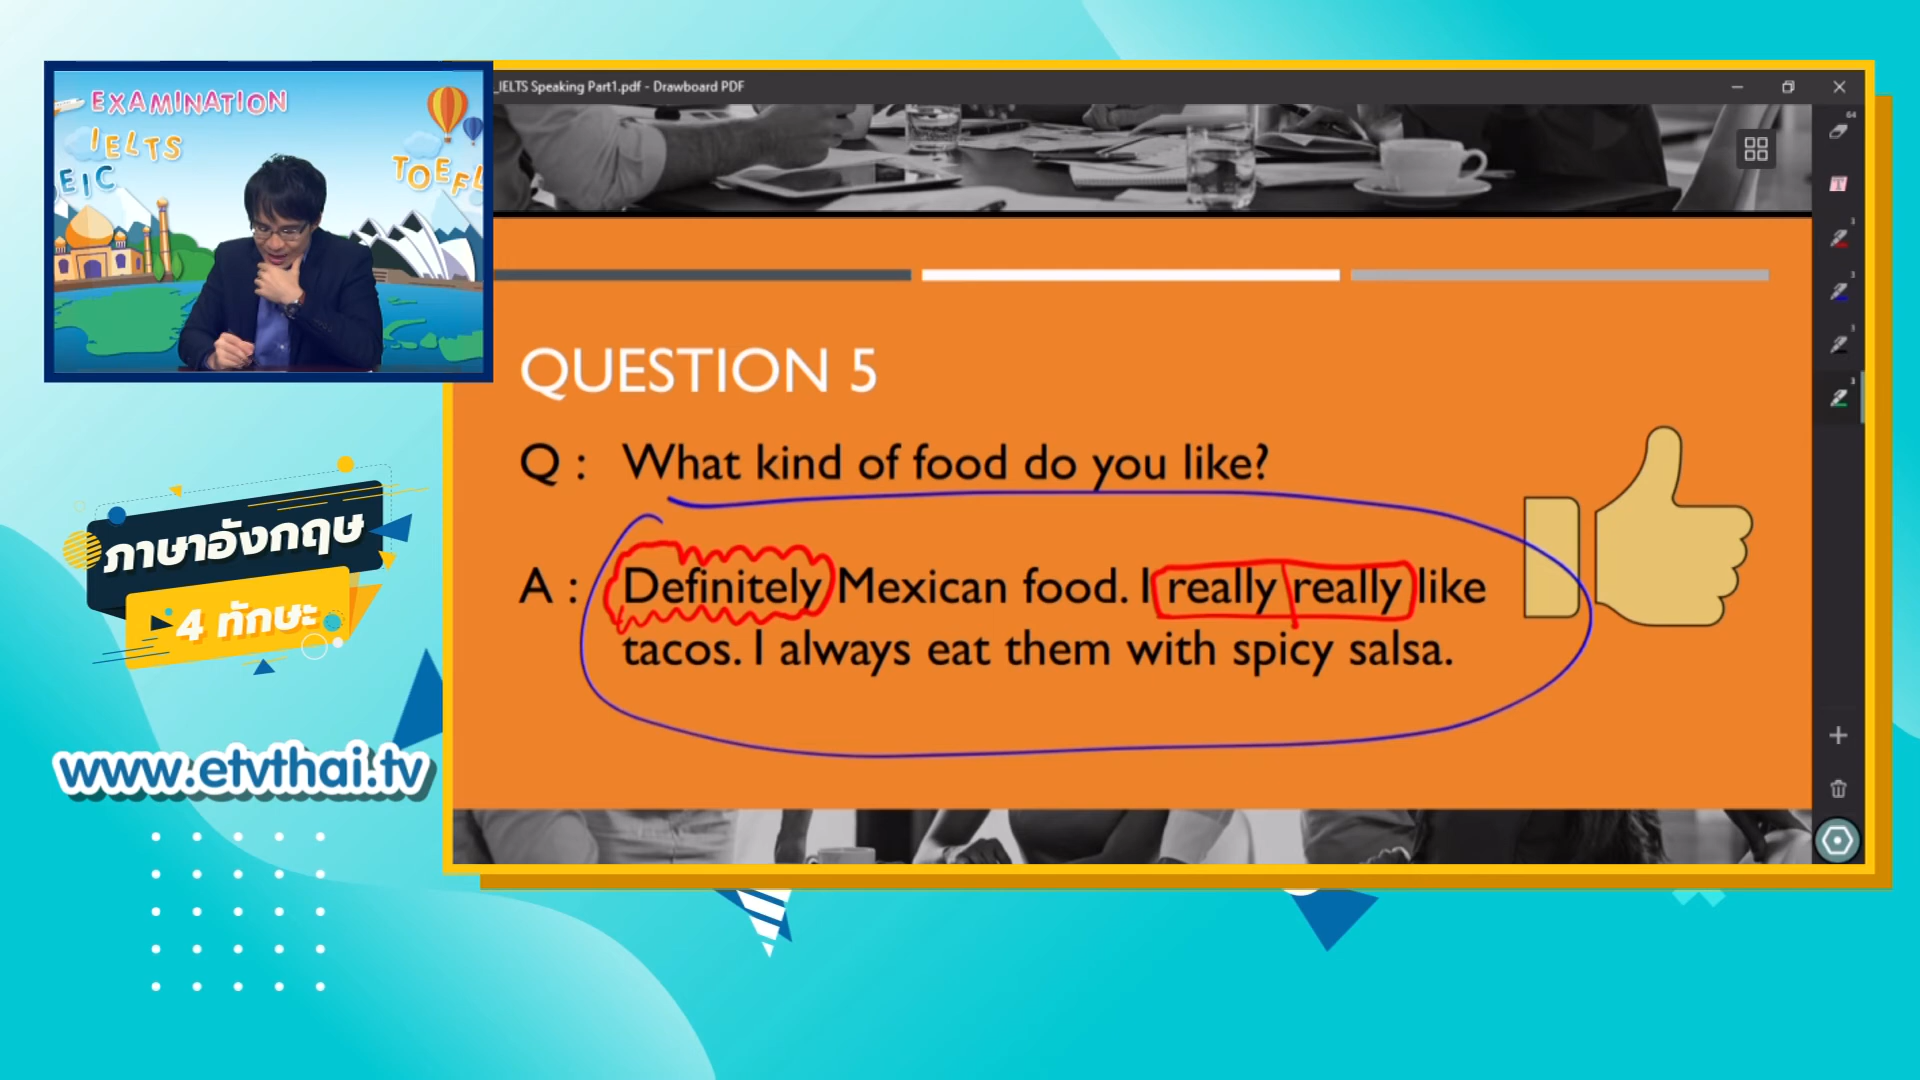 EXAMINATION
IELTS
EIC
TOEFL
_IELTS Speaking Part1.pdf - Drawboard PDF
QUESTION 5
Q : What kind of food do you like?
A : Definitely Mexican food. I really really like
tacos. I always eat them with spicy salsa.
ภาษาอังกฤษ
4 ทักษะ
www.etvthai.tv